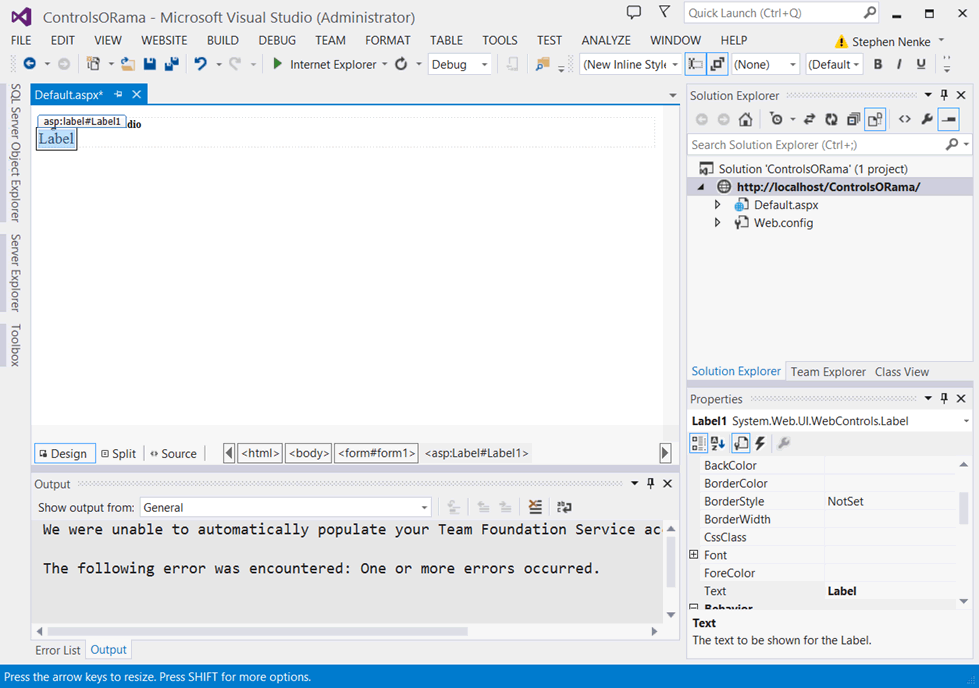 ControlsORama - Microsoft Visual Studio (Administrator)
Quick Launch (Ctrl+Q)
FILE EDIT VIEW WEBSITE BUILD DEBUG TEAM FORMAT TABLE TOOLS TEST ANALYZE WINDOW HELP
Stephen Nenke
Internet Explorer Debug (New Inline Style (None) (Default B I U
SQL Server Object Explorer
Server Explorer
Toolbox
Default.aspx*
asp:label#Label1 dio
Label
Design Split Source <html> <body> <form#form1> <asp:Label#Label1>
Output
Show output from: General
We were unable to automatically populate your Team Foundation Service ac
The following error was encountered: One or more errors occurred.
Error List Output
Solution Explorer
Search Solution Explorer (Ctrl+;)
Solution 'ControlsORama' (1 project)
http://localhost/ControlsORama/
Default.aspx
Web.config
Solution Explorer Team Explorer Class View
Properties
Label1 System.Web.UI.WebControls.Label
BackColor
BorderColor
BorderStyle NotSet
BorderWidth
CssClass
Font
ForeColor
Text Label
Behavior
Text
The text to be shown for the Label.
Press the arrow keys to resize. Press SHIFT for more options.